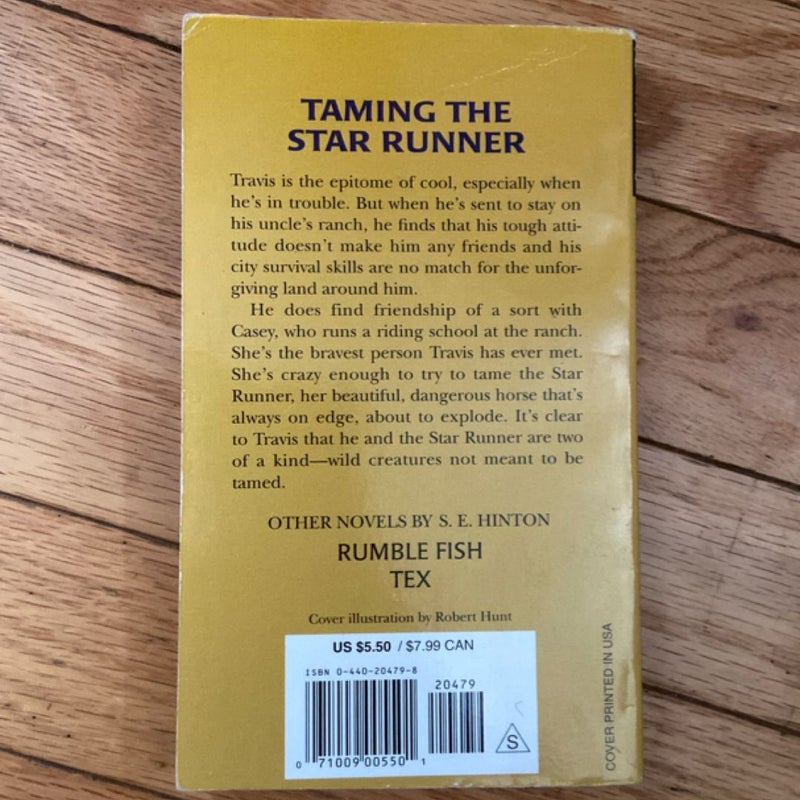 TAMING THE
STAR RUNNER
Travis is the epitome of cool, especially when
he's in trouble. But when he's sent to stay on
his uncle's ranch, he finds that his tough atti-
tude doesn't make him any friends and his
city survival skills are no match for the unfor-
giving land around him.
He does find friendship of a sort with
Casey, who runs a riding school at the ranch.
She's the bravest person Travis has ever met.
She's crazy enough to try to tame the Star
Runner, her beautiful, dangerous horse that's
always on edge, about to explode. It's clear
to Travis that he and the Star Runner are two
of a kind—wild creatures not meant to be
tamed.
OTHER NOVELS BY S. E. HINTON
RUMBLE FISH
TEX
Cover illustration by Robert Hunt
US $5.50 / $7.99 CAN
ISBN 0-440-20479-8
20479
S
0 71009 00550 1
COVER PRINTED IN USA